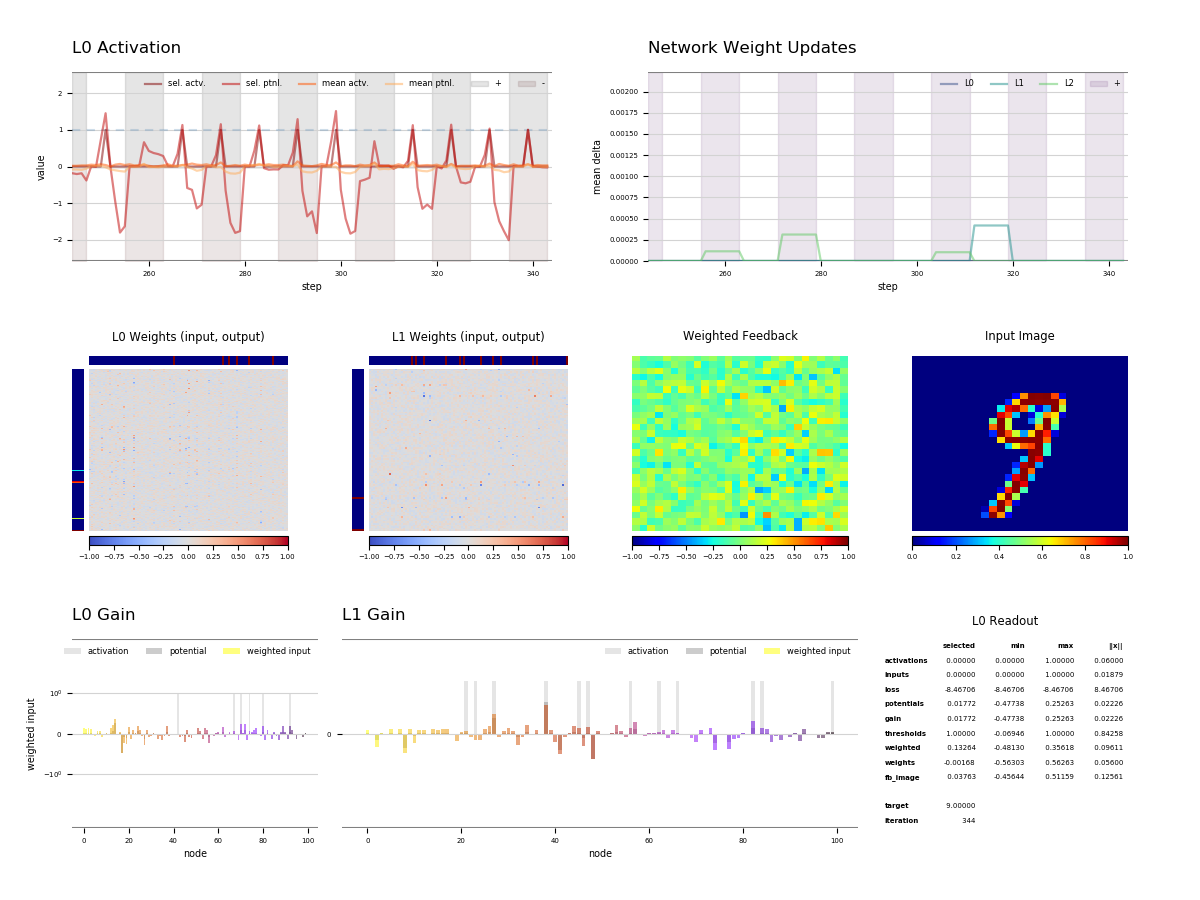 L0 Activation
sel. actv. sel. ptnl. mean actv. mean ptnl. + -
value
2
1
0
−1
−2
260 280 300 320 340
step
Network Weight Updates
L0 L1 L2 +
mean delta
0.00200
0.00175
0.00150
0.00125
0.00100
0.00075
0.00050
0.00025
0.00000
260 280 300 320 340
step
L0 Weights (input, output)
−1.00 −0.75 −0.50 −0.25 0.00 0.25 0.50 0.75 1.00
L1 Weights (input, output)
−1.00 −0.75 −0.50 −0.25 0.00 0.25 0.50 0.75 1.00
Weighted Feedback
−1.00 −0.75 −0.50 −0.25 0.00 0.25 0.50 0.75 1.00
Input Image
0.0 0.2 0.4 0.6 0.8 1.0
L0 Gain
activation potential weighted input
weighted input
10⁰
0
−10⁰
0 20 40 60 80 100
node
L1 Gain
activation potential weighted input
0
0 20 40 60 80 100
node
L0 Readout
selected min max ||x||
activations 0.00000 0.00000 1.00000 0.06000
inputs 0.00000 0.00000 1.00000 0.01879
loss -8.46706 -8.46706 -8.46706 8.46706
potentials 0.01772 -0.47738 0.25263 0.02226
gain 0.01772 -0.47738 0.25263 0.02226
thresholds 1.00000 -0.06946 1.00000 0.84258
weighted 0.13264 -0.48130 0.35618 0.09611
weights -0.00168 -0.56303 0.56263 0.05600
fb_image 0.03763 -0.45644 0.51159 0.12561
target 9.00000
iteration 344